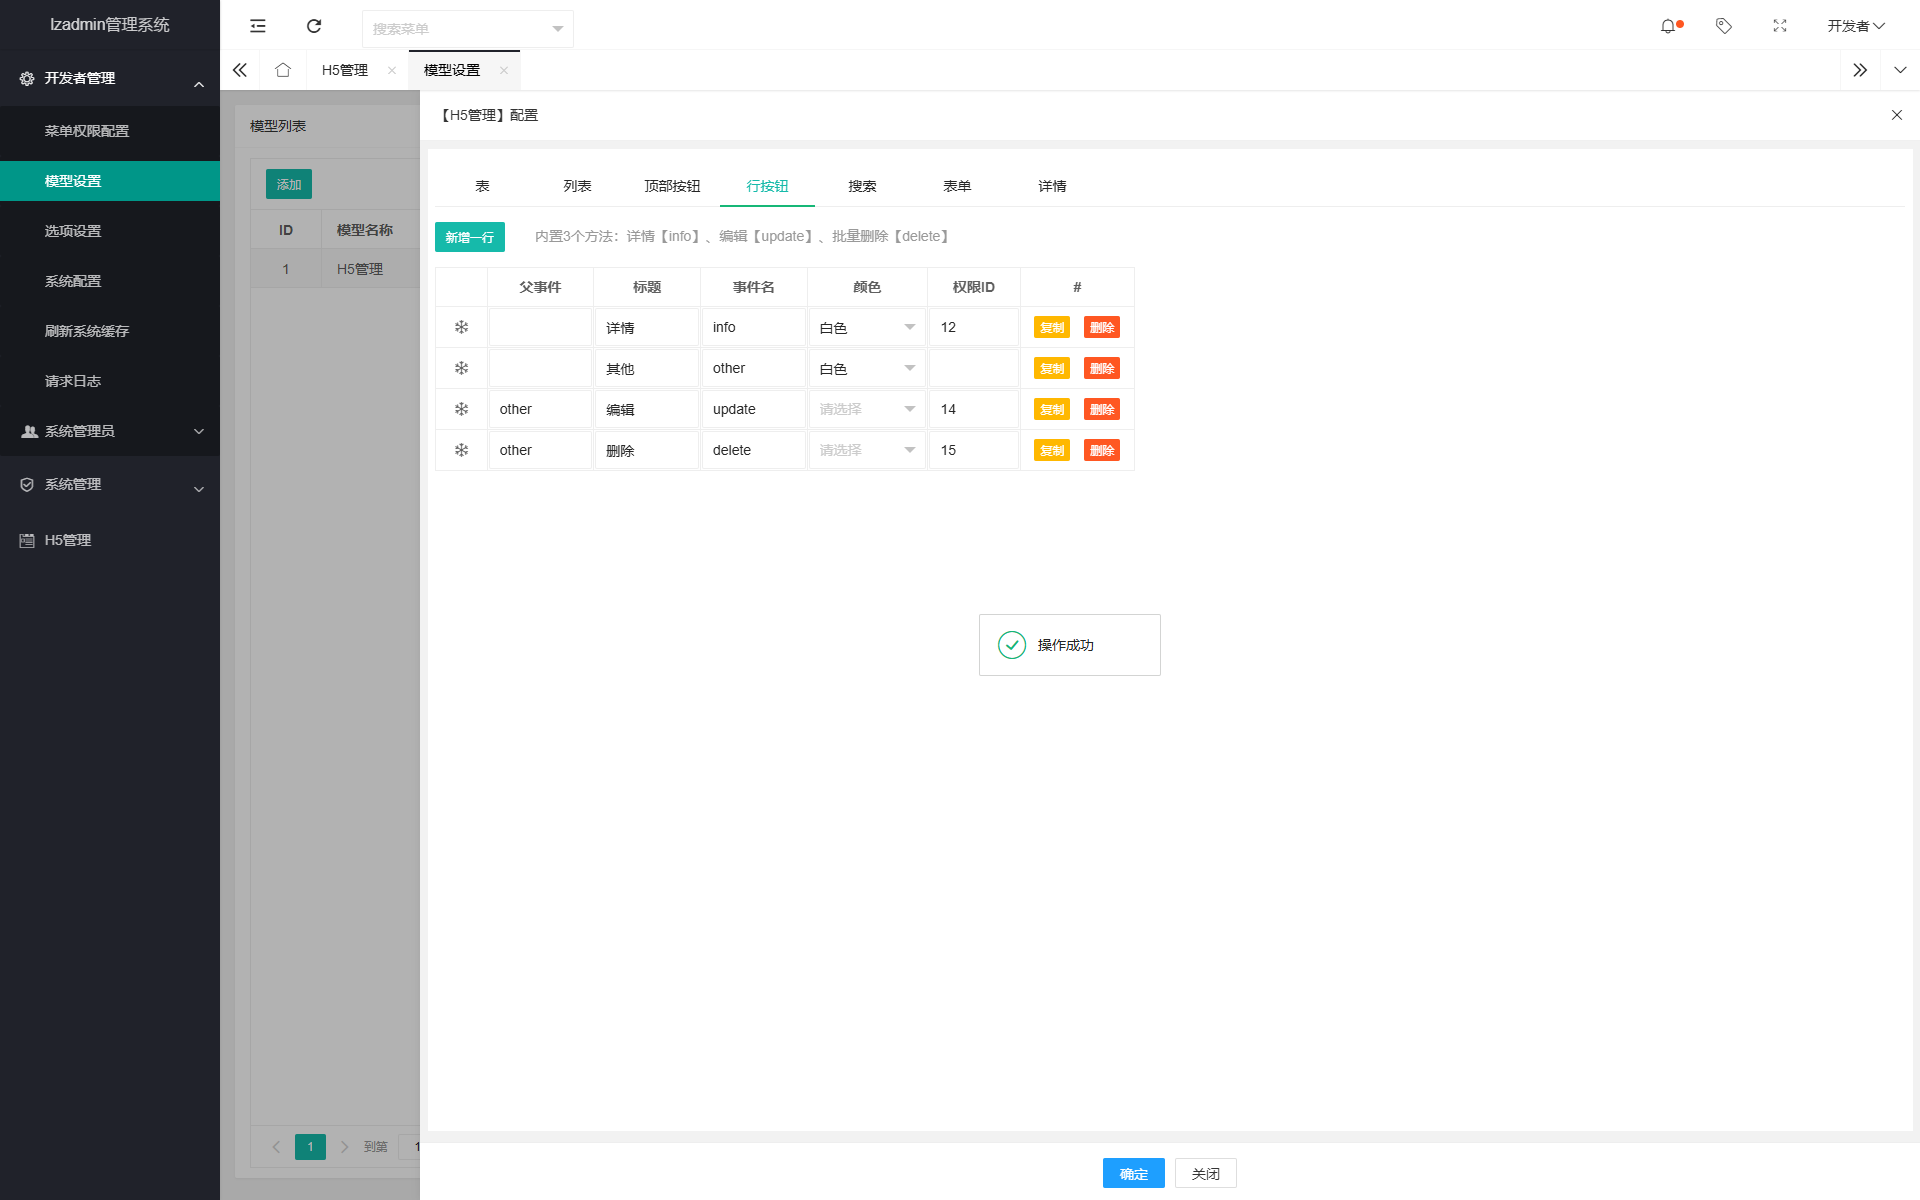 lzadmin管理系统
开发者管理
菜单权限配置
模型设置
选项设置
系统配置
刷新系统缓存
请求日志
系统管理员
系统管理
H5管理
搜索菜单
开发者
H5管理
模型设置
模型列表
添加
ID 模型名称
1 H5管理
1 到第 1
【H5管理】配置
表 列表 顶部按钮 行按钮 搜索 表单 详情
新增一行 内置3个方法：详情【info】、编辑【update】、批量删除【delete】
父事件 标题 事件名 颜色 权限ID #
详情 info 白色 12 复制 删除
其他 other 白色 复制 删除
other 编辑 update 请选择 14 复制 删除
other 删除 delete 请选择 15 复制 删除
操作成功
确定 关闭